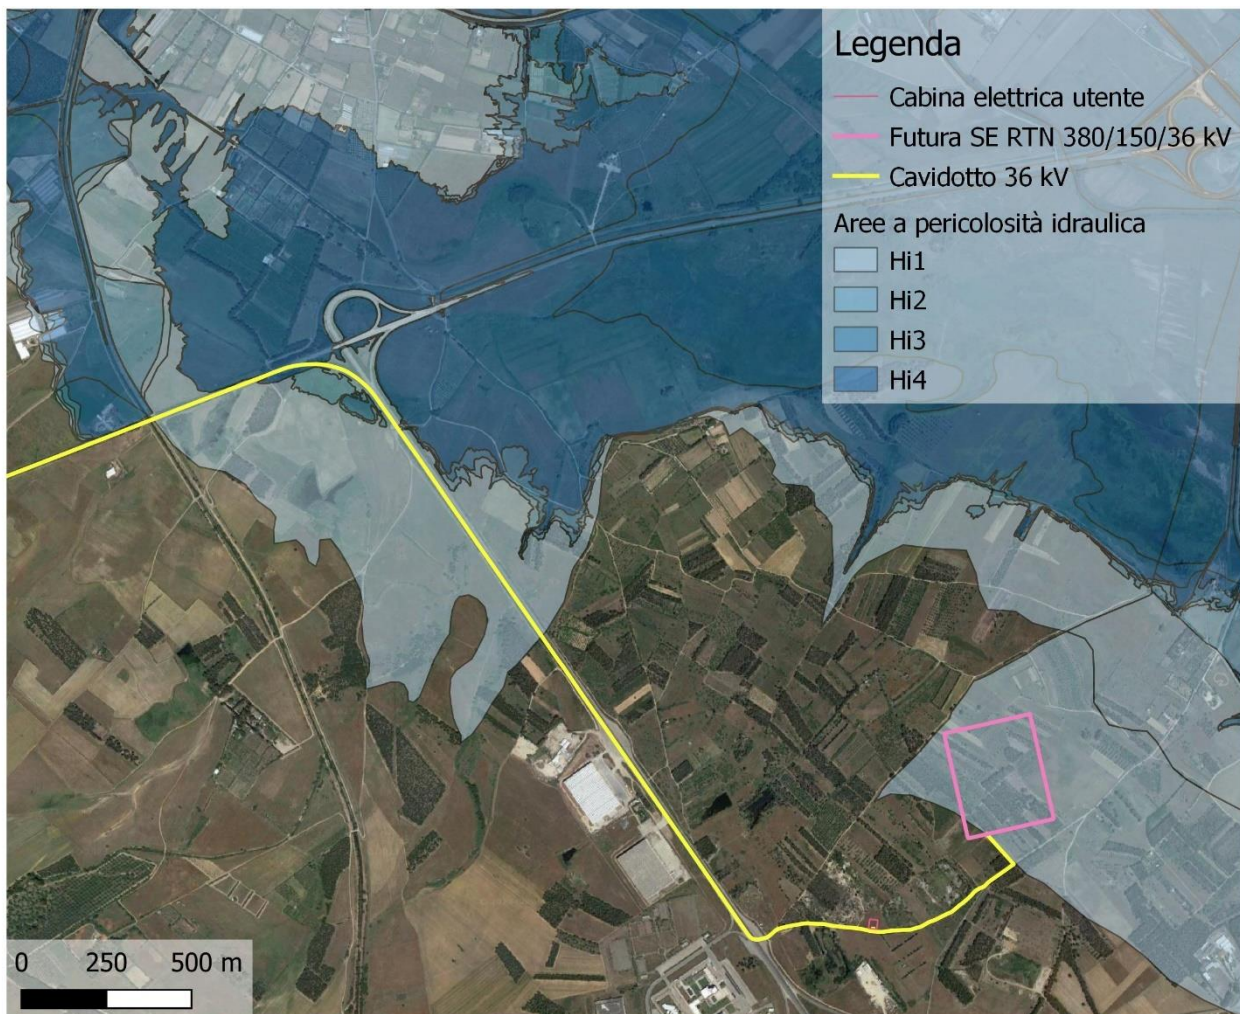 Legenda
Cabina elettrica utente
Futura SE RTN 380/150/36 kV
Cavidotto 36 kV
Aree a pericolosità idraulica
Hi1
Hi2
Hi3
Hi4
0 250 500 m